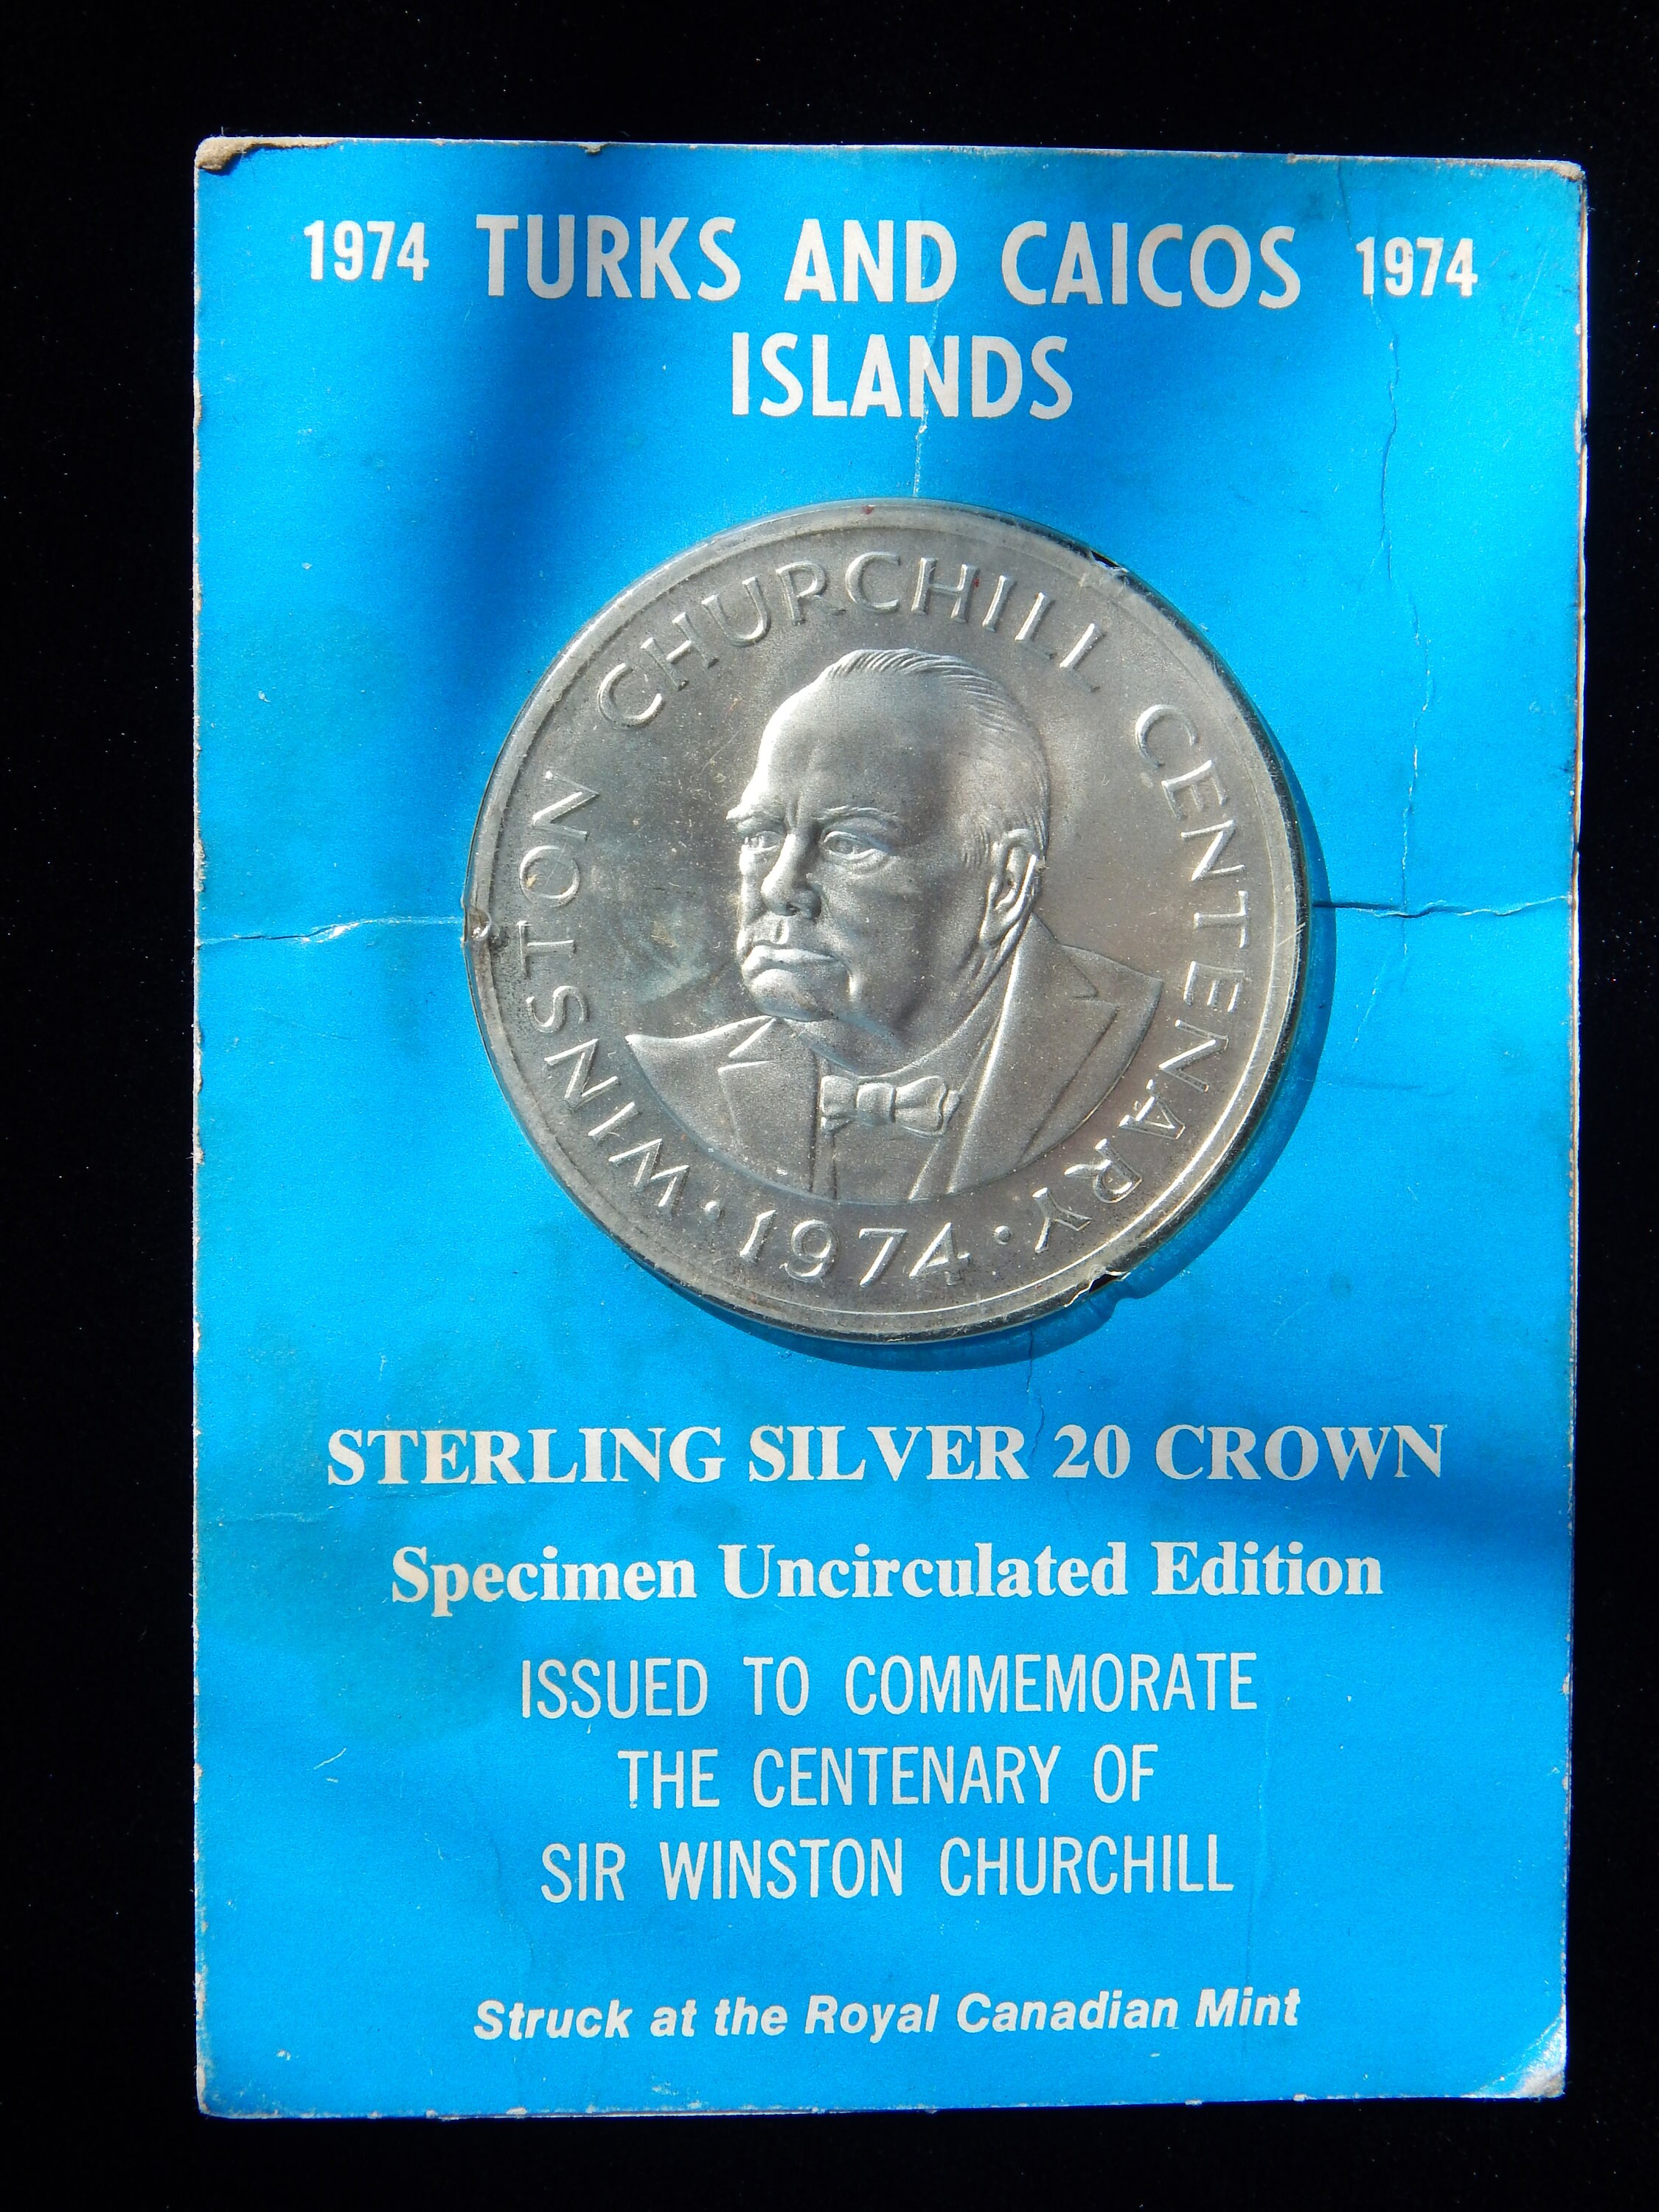 1974 TURKS AND CAICOS 1974
ISLANDS
WINSTON CHURCHILL CENTENARY
· 1974 ·
STERLING SILVER 20 CROWN
Specimen Uncirculated Edition
ISSUED TO COMMEMORATE
THE CENTENARY OF
SIR WINSTON CHURCHILL
Struck at the Royal Canadian Mint